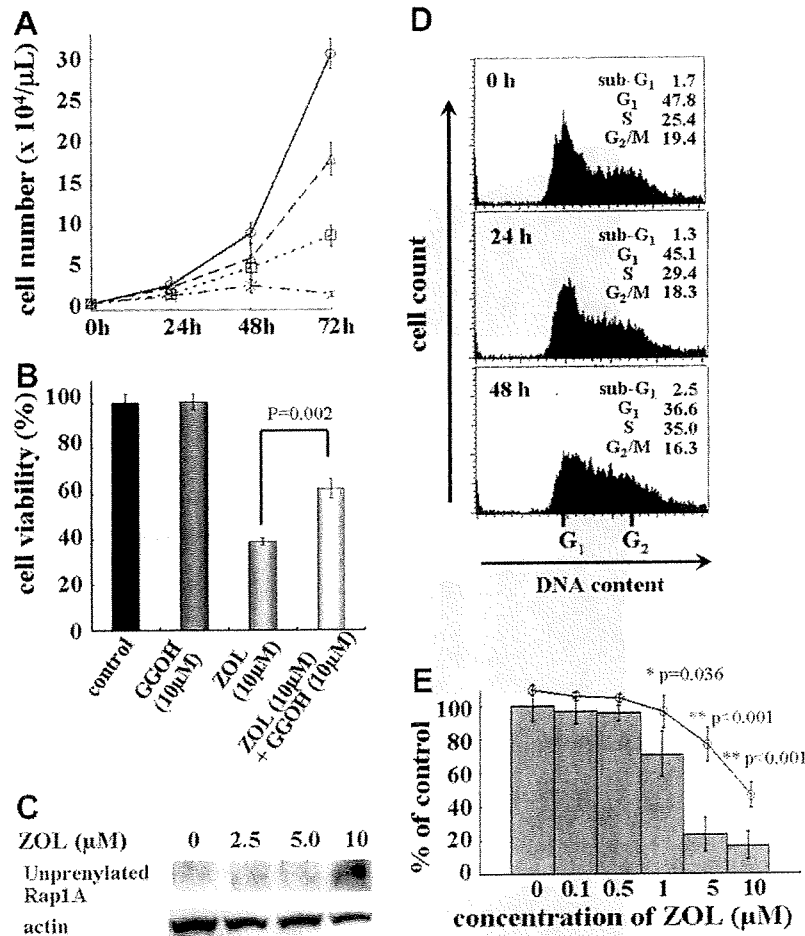 A
cell number (x 10⁴/µL)
30
20
15
10
5
0
0h 24h 48h 72h
B
cell viability (%)
100
80
60
40
20
0
P=0.002
control
GGOH (10µM)
ZOL (10µM)
ZOL (10µM) + GGOH (10µM)
C
ZOL (µM) 0 2.5 5.0 10
Unprenylated
Rap1A
actin
D
cell count
0 h
sub-G₁ 1.7
G₁ 47.8
S 25.4
G₂/M 19.4
24 h
sub-G₁ 1.3
G₁ 45.1
S 29.4
G₂/M 18.3
48 h
sub-G₁ 2.5
G₁ 36.6
S 35.0
G₂/M 16.3
G₁ G₂
DNA content
E
% of control
100
80
60
40
20
0
* p=0.036
** p<0.001
** p<0.001
0 0.1 0.5 1 5 10
concentration of ZOL (µM)